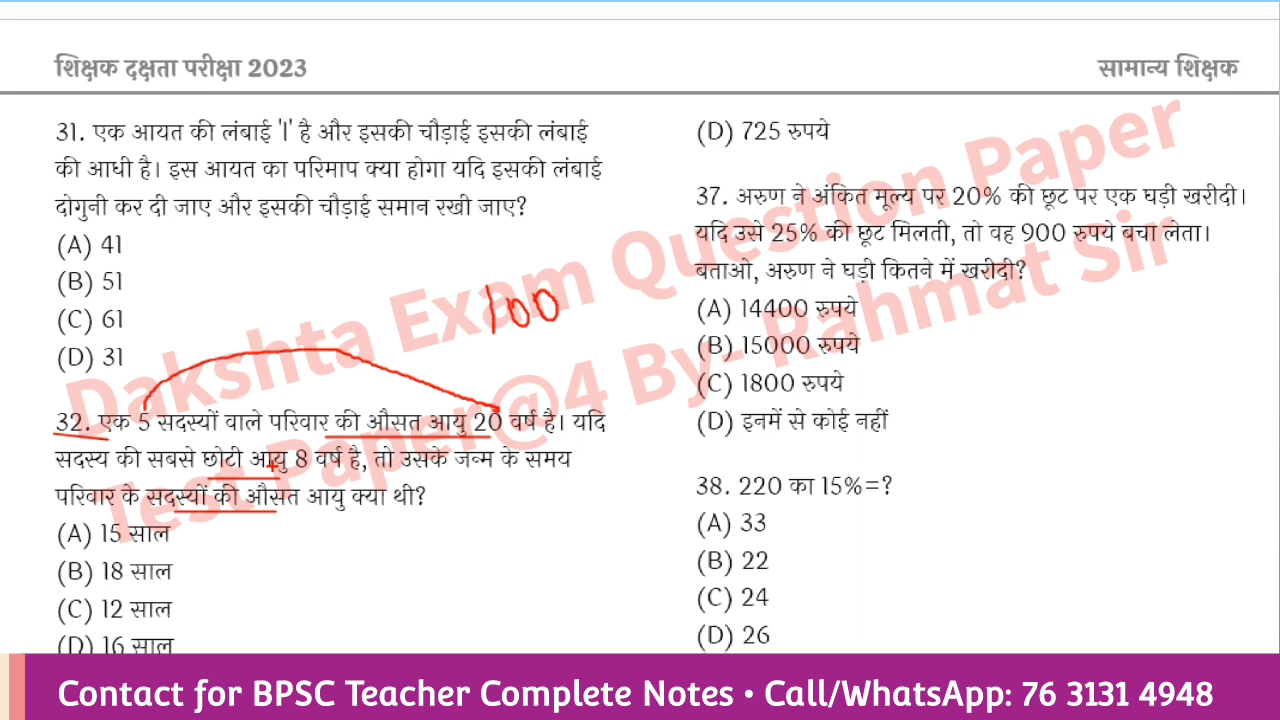 शिक्षक दक्षता परीक्षा 2023
सामान्य शिक्षक
31. एक आयत की लंबाई 'l' है और इसकी चौड़ाई इसकी लंबाई
की आधी है। इस आयत का परिमाप क्या होगा यदि इसकी लंबाई
दोगुनी कर दी जाए और इसकी चौड़ाई समान रखी जाए?
(A) 4l
(B) 5l
(C) 6l
(D) 3l
100
32. एक 5 सदस्यों वाले परिवार की औसत आयु 20 वर्ष है। यदि
सदस्य की सबसे छोटी आयु 8 वर्ष है, तो उसके जन्म के समय
परिवार के सदस्यों की औसत आयु क्या थी?
(A) 15 साल
(B) 18 साल
(C) 12 साल
(D) 16 साल
(D) 725 रुपये
37. अरुण ने अंकित मूल्य पर 20% की छूट पर एक घड़ी खरीदी।
यदि उसे 25% की छूट मिलती, तो वह 900 रुपये बचा लेता।
बताओ, अरुण ने घड़ी कितने में खरीदी?
(A) 14400 रुपये
(B) 15000 रुपये
(C) 1800 रुपये
(D) इनमें से कोई नहीं
38. 220 का 15%=?
(A) 33
(B) 22
(C) 24
(D) 26
Dakshta Exam Question Paper
Test Paper@4 By- Rahmat Sir
Contact for BPSC Teacher Complete Notes • Call/WhatsApp: 76 3131 4948